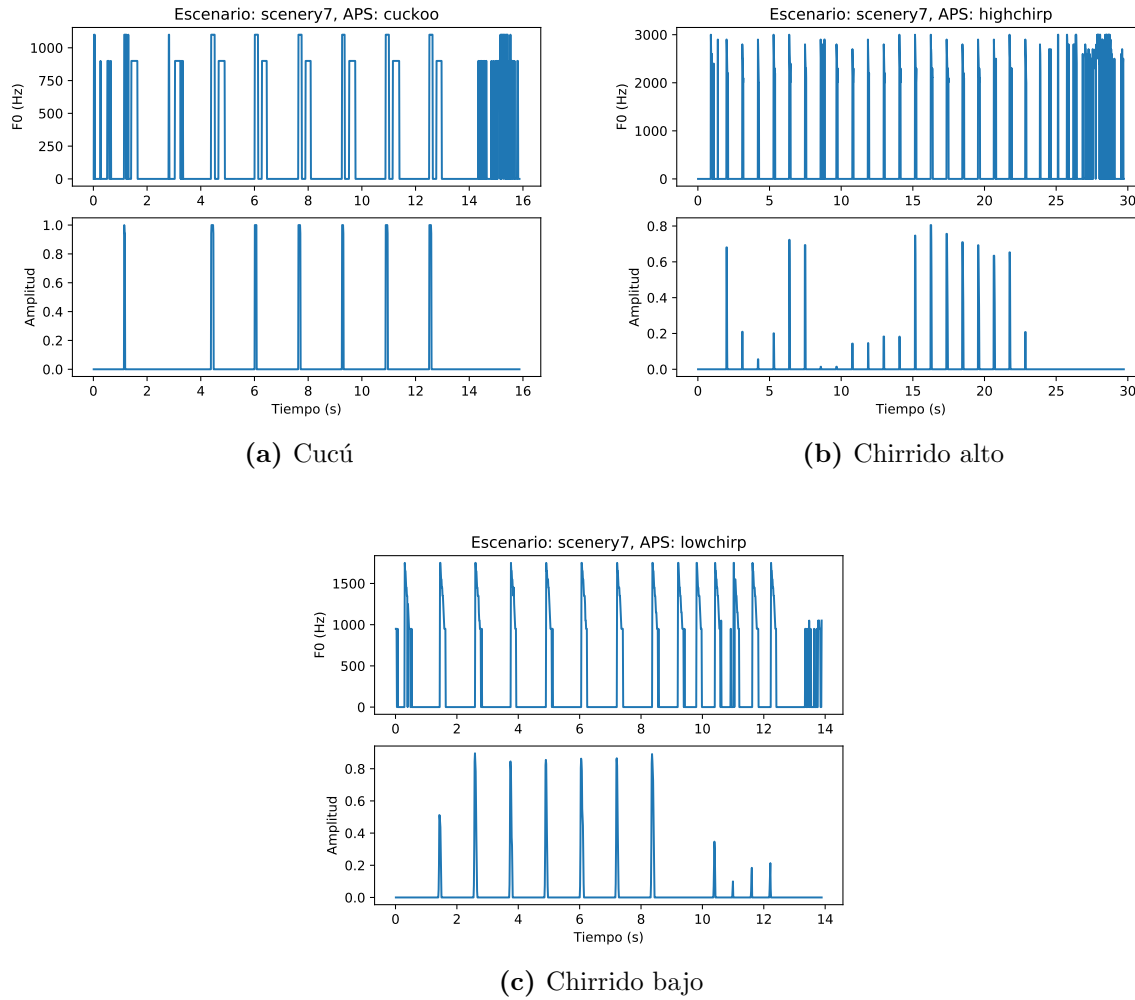 Escenario: scenery7, APS: cuckoo
F0 (Hz)
1000
750
500
250
0
0 2 4 6 8 10 12 14 16
Amplitud
1.0
0.8
0.6
0.4
0.2
0.0
0 2 4 6 8 10 12 14 16
Tiempo (s)
(a) Cucú
Escenario: scenery7, APS: highchirp
F0 (Hz)
3000
2000
1000
0
0 5 10 15 20 25 30
Amplitud
0.8
0.6
0.4
0.2
0.0
0 5 10 15 20 25 30
Tiempo (s)
(b) Chirrido alto
Escenario: scenery7, APS: lowchirp
F0 (Hz)
1500
1000
500
0
0 2 4 6 8 10 12 14
Amplitud
0.8
0.6
0.4
0.2
0.0
0 2 4 6 8 10 12 14
Tiempo (s)
(c) Chirrido bajo